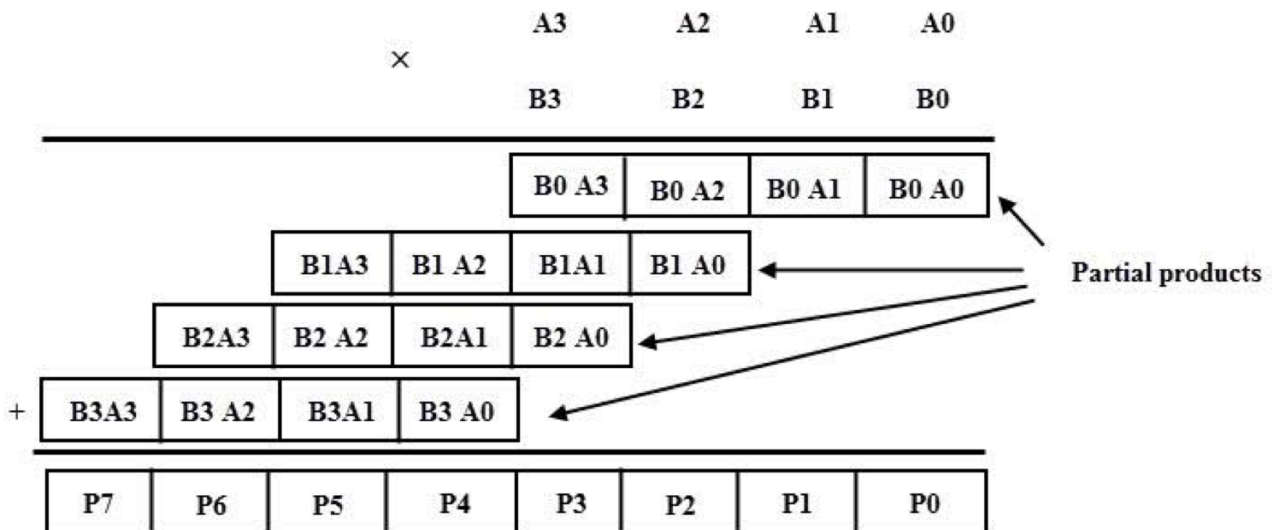 A3 A2 A1 A0
×
B3 B2 B1 B0
B0 A3 B0 A2 B0 A1 B0 A0
B1A3 B1 A2 B1A1 B1 A0
Partial products
B2A3 B2 A2 B2A1 B2 A0
+ B3A3 B3 A2 B3A1 B3 A0
P7 P6 P5 P4 P3 P2 P1 P0